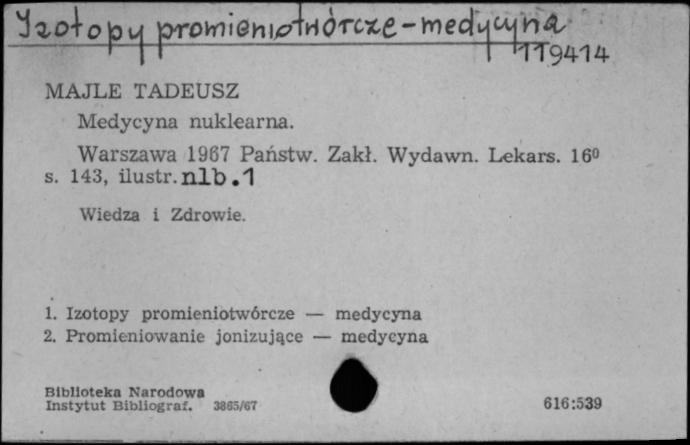 Izotopy promieniotwórcze-medycyna
119414
MAJLE TADEUSZ
Medycyna nuklearna.
Warszawa 1967 Państw. Zakł. Wydawn. Lekars. 16⁰
s. 143, ilustr. nlb.1
Wiedza i Zdrowie.
1. Izotopy promieniotwórcze — medycyna
2. Promieniowanie jonizujące — medycyna
Biblioteka Narodowa
Instytut Bibliograf. 3865/67
616:539